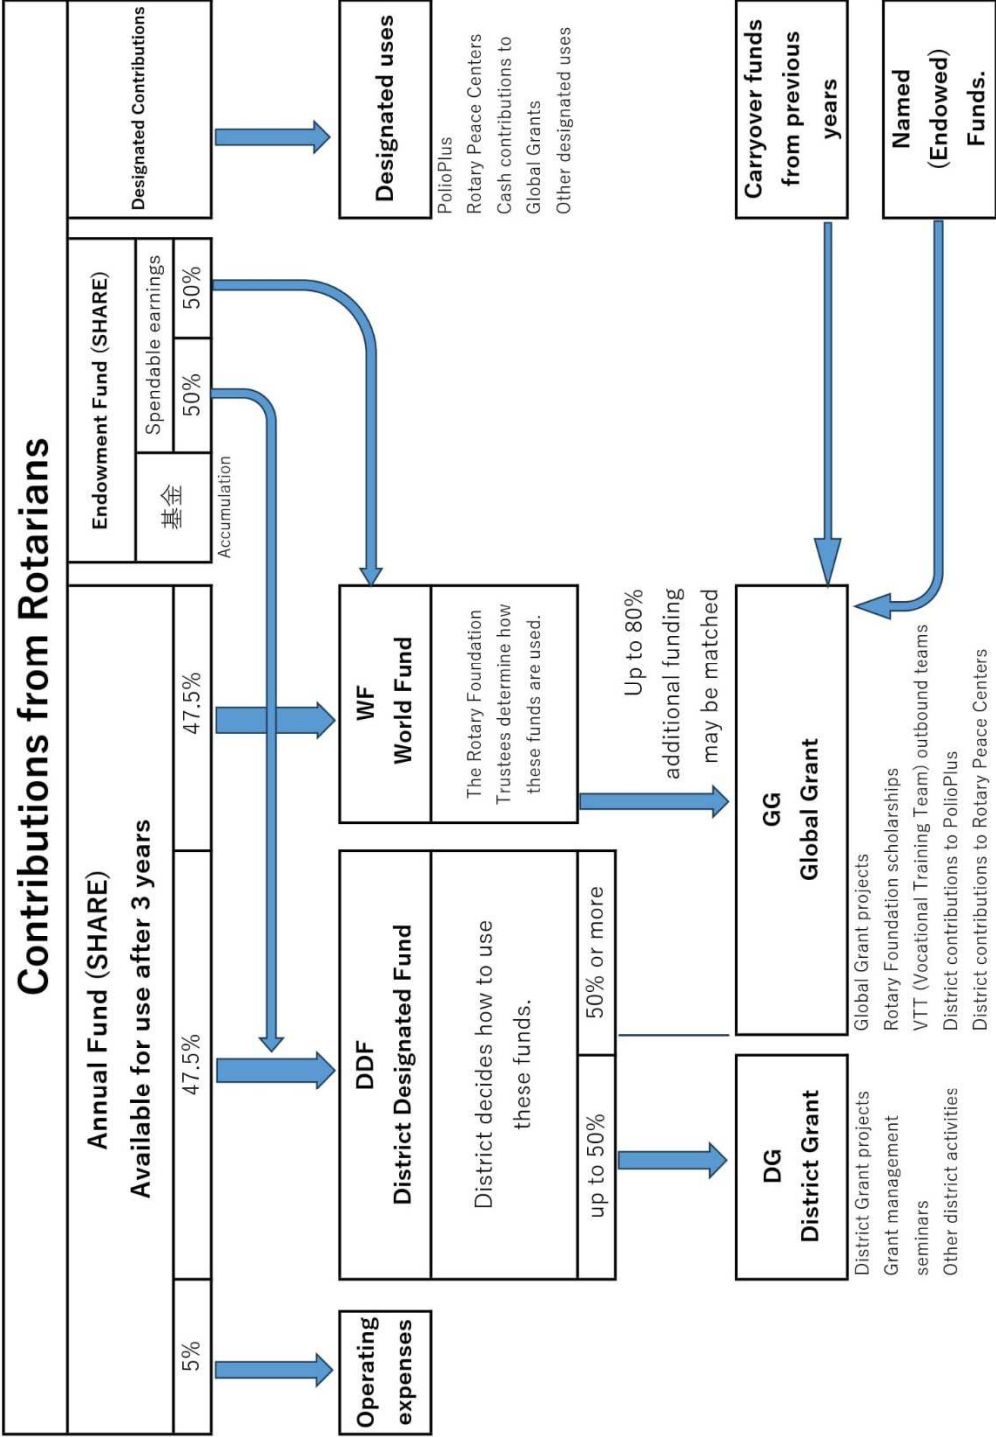 Contributions from Rotarians
Annual Fund (SHARE)
Available for use after 3 years
5%
47.5%
47.5%
Endowment Fund (SHARE)
基金
Spendable earnings
50%
50%
Accumulation
Designated Contributions
Operating
expenses
DDF
District Designated Fund
District decides how to use
these funds.
up to 50%
50% or more
WF
World Fund
The Rotary Foundation
Trustees determine how
these funds are used.
Designated uses
PolioPlus
Rotary Peace Centers
Cash contributions to
Global Grants
Other designated uses
Up to 80%
additional funding
may be matched
DG
District Grant
District Grant projects
Grant management
seminars
Other district activities
GG
Global Grant
Global Grant projects
Rotary Foundation scholarships
VTT (Vocational Training Team) outbound teams
District contributions to PolioPlus
District contributions to Rotary Peace Centers
Carryover funds
from previous
years
Named
(Endowed)
Funds.